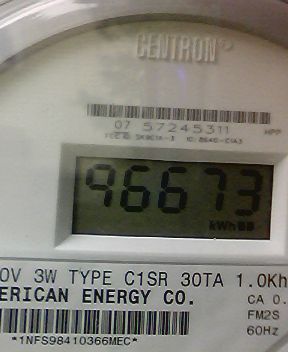 CENTRON
07 57245311 HPP
96673
kWh
0V 3W TYPE C1SR 30TA 1.0Kh
ERICAN ENERGY CO. CA 0.
FM2S
60Hz
*1NFS98410366MEC*